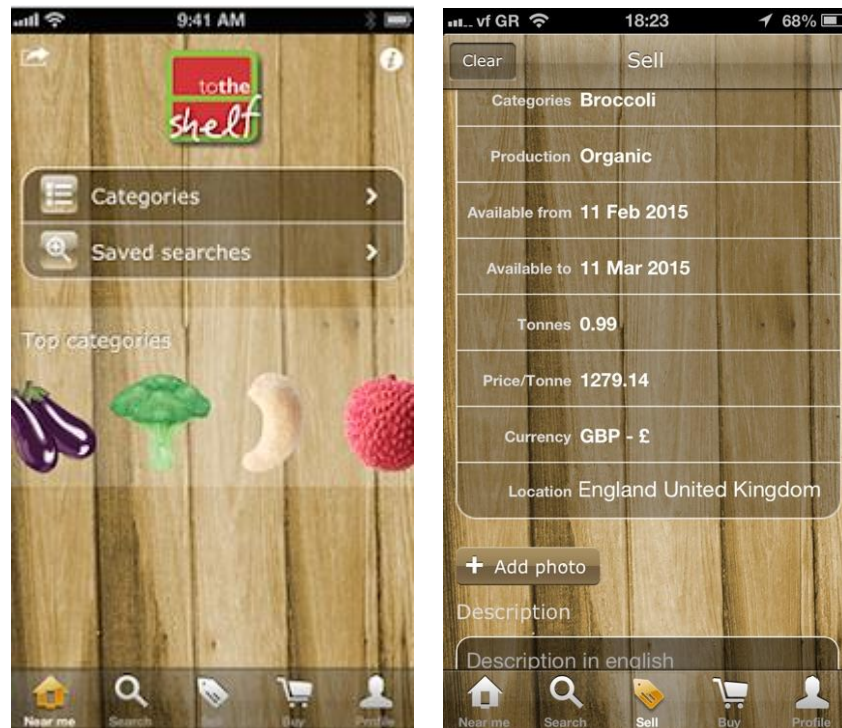 9:41 AM
tothe
shelf
Categories
Saved searches
Top categories
Near me Search Sell Buy Profile
vf GR 18:23 68%
Clear Sell
Categories Broccoli
Production Organic
Available from 11 Feb 2015
Available to 11 Mar 2015
Tonnes 0.99
Price/Tonne 1279.14
Currency GBP - £
Location England United Kingdom
+ Add photo
Description
Description in english
Near me Search Sell Buy Profile